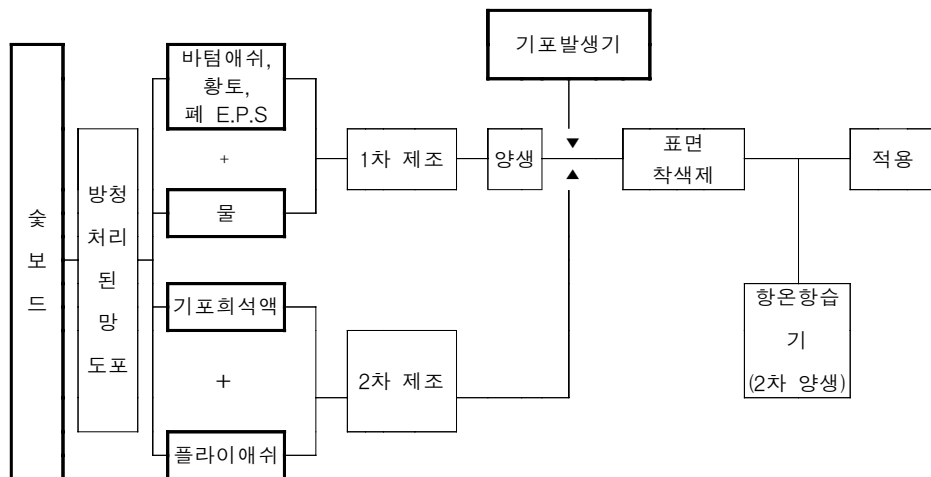 숯
보
드
방청
처리
된
망
도포
바텀애쉬,
황토,
폐 E.P.S
+
물
기포희석액
+
플라이애쉬
1차 제조
2차 제조
양생
기포발생기
표면
착색제
적용
항온항습
기
(2차 양생)